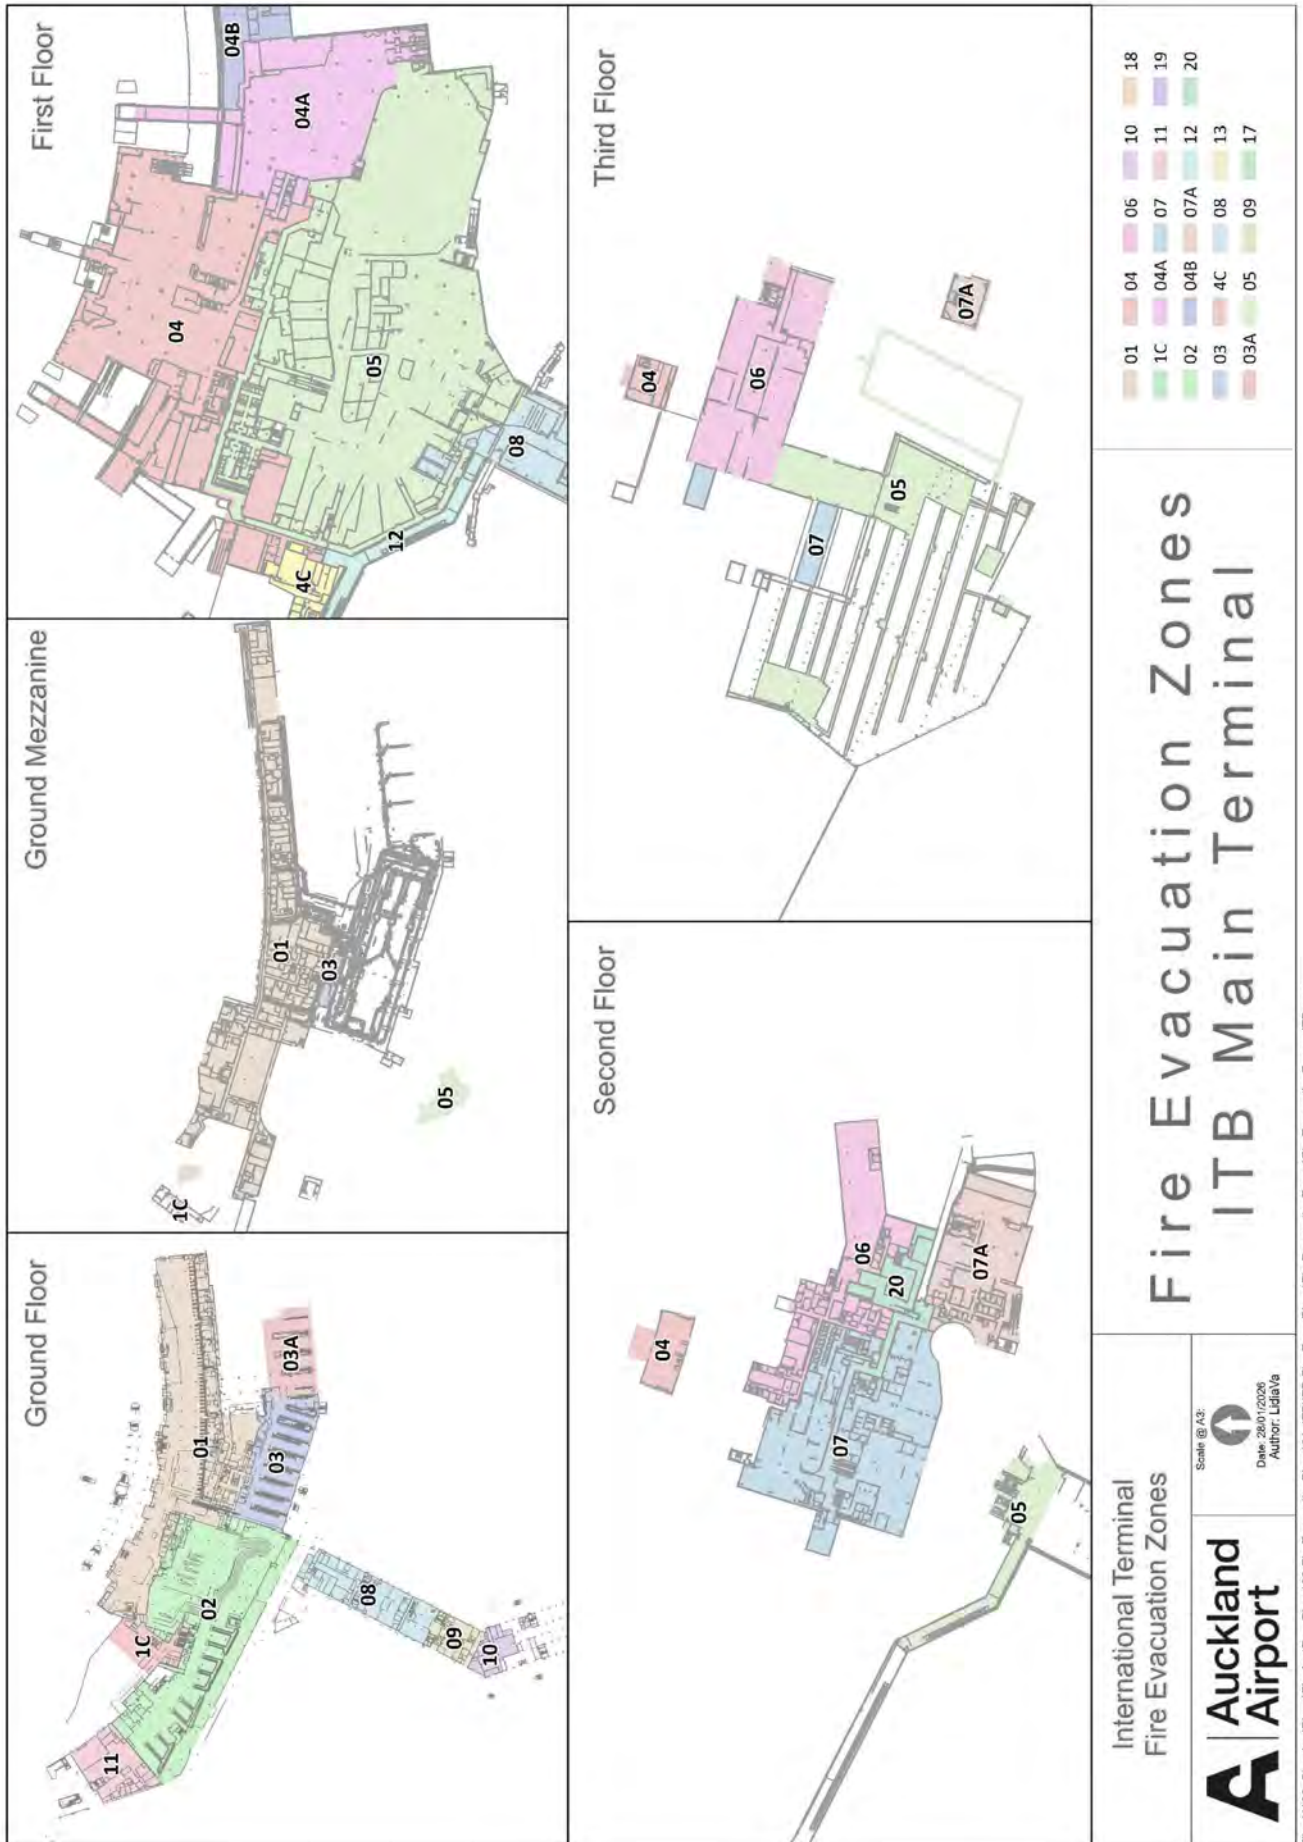 Ground Floor
01
1C
02
03
03A
11
08
09
10
Ground Mezzanine
1C
01
03
05
First Floor
04
04B
04A
05
4C
12
08
Second Floor
04
06
20
07
07A
05
Third Floor
04
06
07
05
07A
International Terminal
Fire Evacuation Zones
Auckland
Airport
Scale @ A3:
Date: 28/01/2026
Author: LidiaVa
Fire Evacuation Zones
ITB Main Terminal
01 04 06 10 18
1C 04A 07 11 19
02 04B 07A 12 20
03 4C 08 13
03A 05 09 17